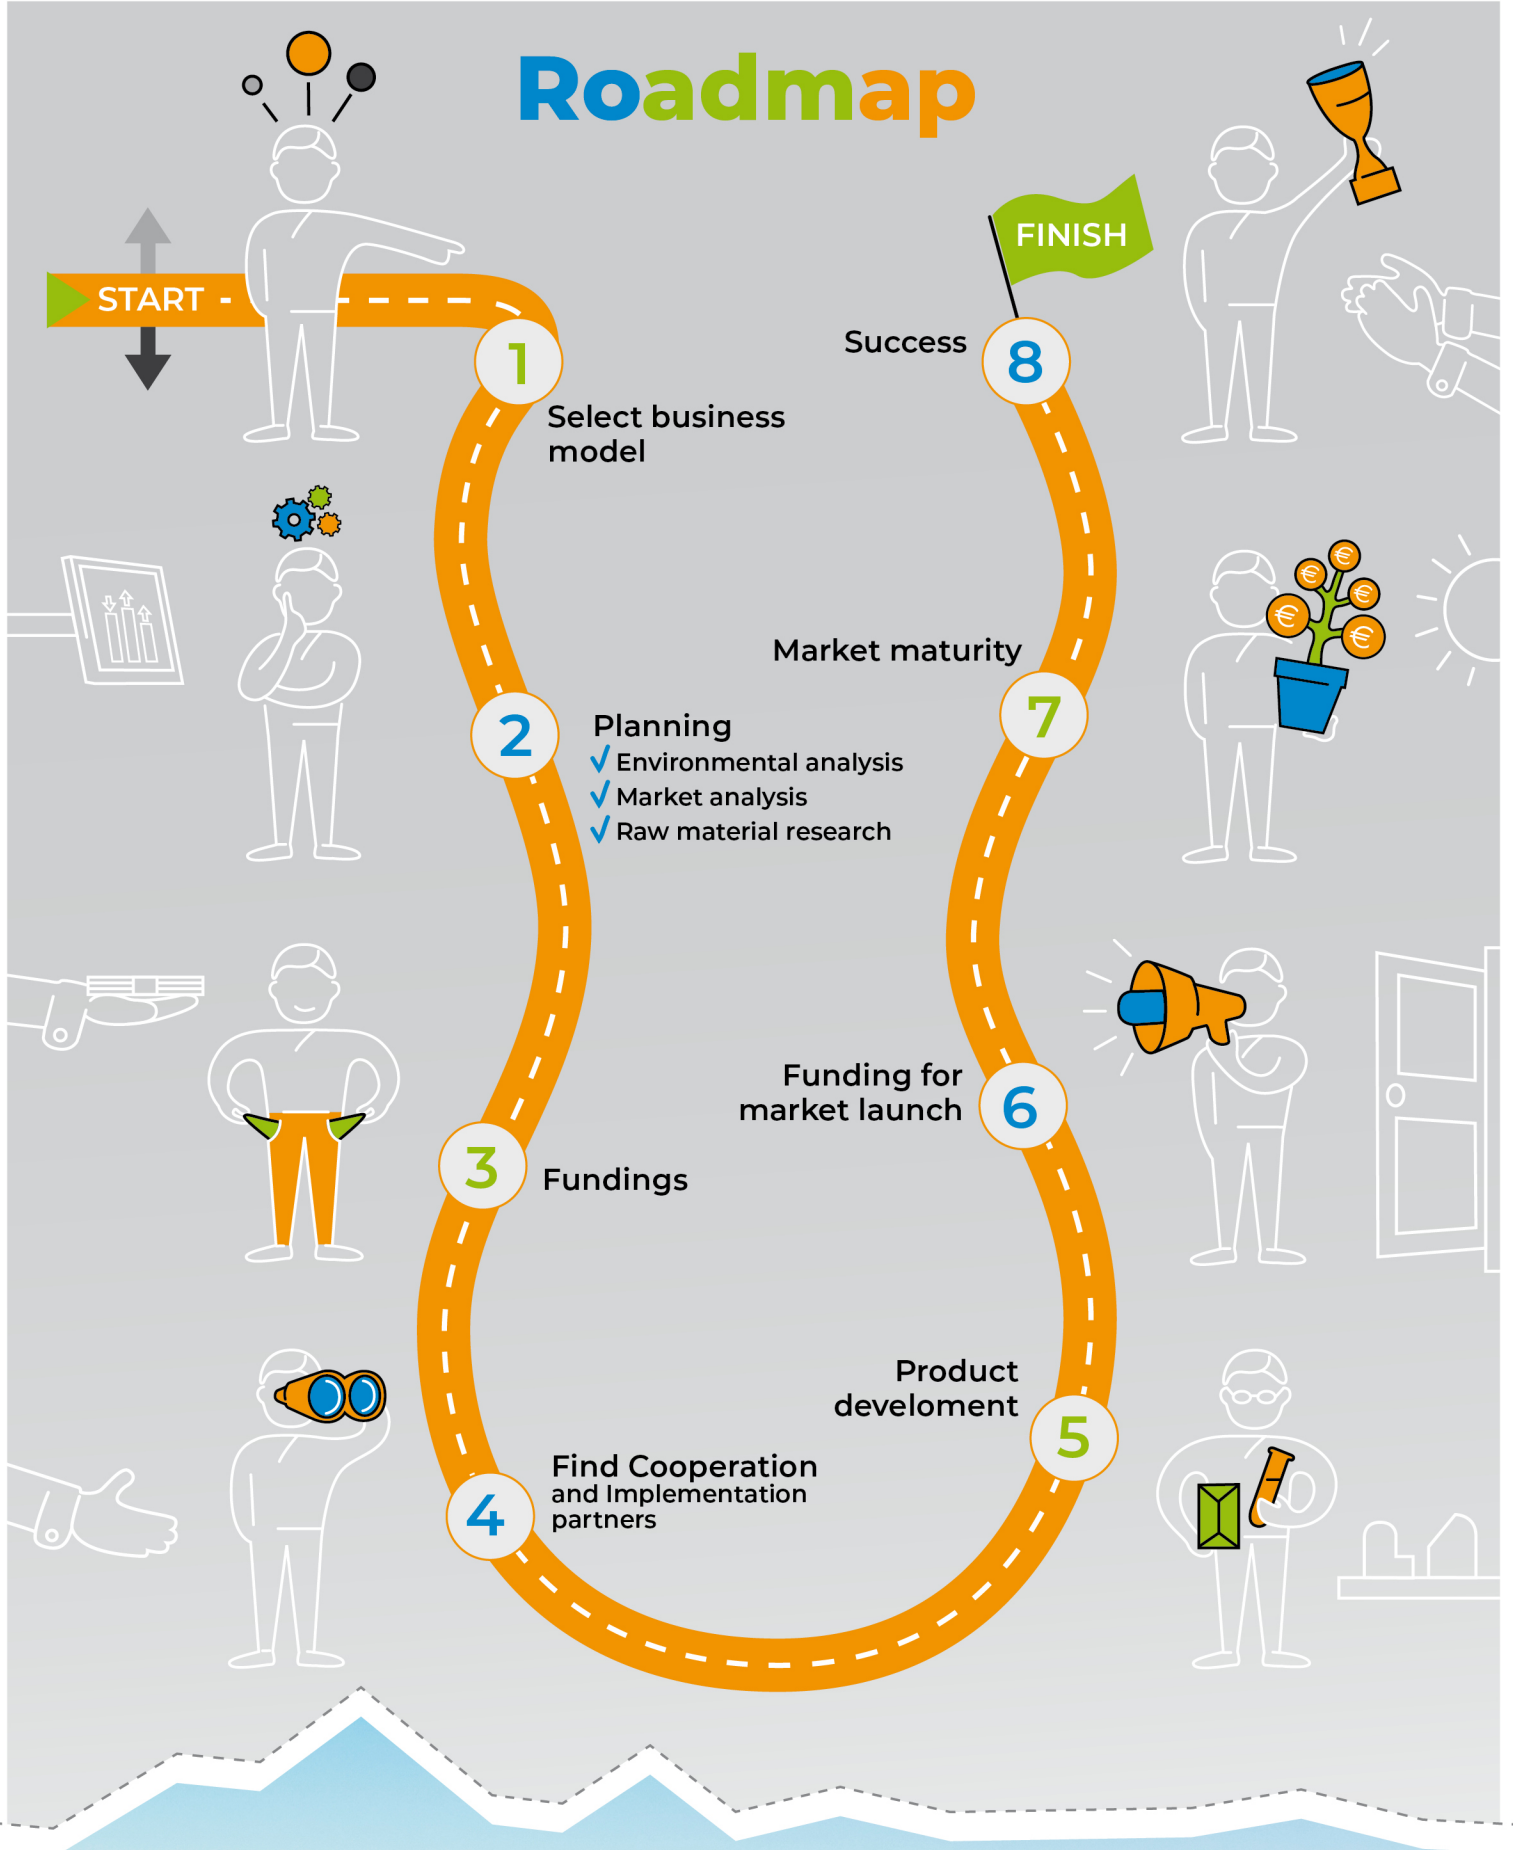 Roadmap
START
FINISH
1
Select business
model
2
Planning
Environmental analysis
Market analysis
Raw material research
3
Fundings
4
Find Cooperation
and Implementation
partners
5
Product
develoment
6
Funding for
market launch
7
Market maturity
8
Success
€
€
€
€
€